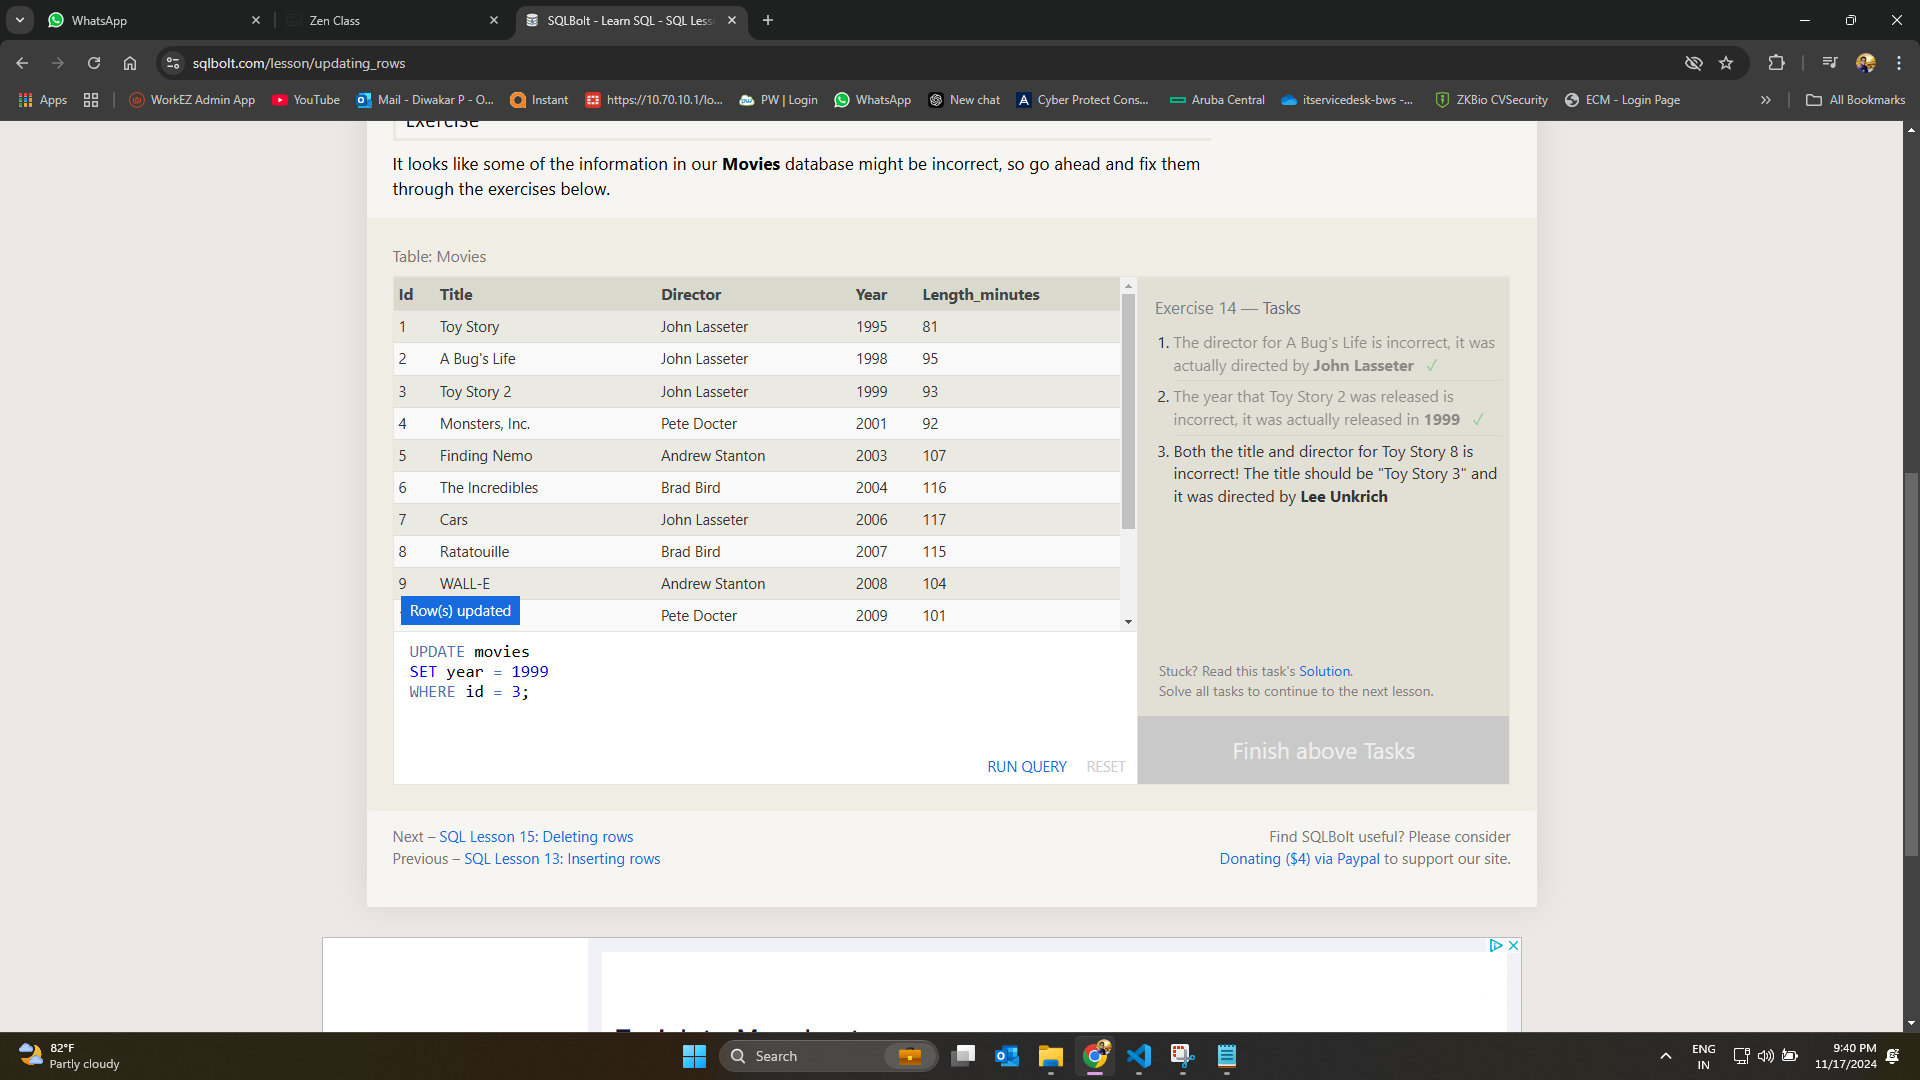 WhatsApp
Zen Class
SQLBolt - Learn SQL - SQL Less
sqlbolt.com/lesson/updating_rows
Apps
WorkEZ Admin App
YouTube
Mail - Diwakar P - O...
Instant
https://10.70.10.1/lo...
PW | Login
WhatsApp
New chat
Cyber Protect Cons...
Aruba Central
itservicedesk-bws -...
ZKBio CVSecurity
ECM - Login Page
All Bookmarks
Exercise
It looks like some of the information in our Movies database might be incorrect, so go ahead and fix them
through the exercises below.
Table: Movies
Id Title Director Year Length_minutes
1 Toy Story John Lasseter 1995 81
2 A Bug's Life John Lasseter 1998 95
3 Toy Story 2 John Lasseter 1999 93
4 Monsters, Inc. Pete Docter 2001 92
5 Finding Nemo Andrew Stanton 2003 107
6 The Incredibles Brad Bird 2004 116
7 Cars John Lasseter 2006 117
8 Ratatouille Brad Bird 2007 115
9 WALL-E Andrew Stanton 2008 104
Pete Docter 2009 101
Row(s) updated
UPDATE movies
SET year = 1999
WHERE id = 3;
RUN QUERY RESET
Exercise 14 — Tasks
1. The director for A Bug's Life is incorrect, it was
actually directed by John Lasseter ✓
2. The year that Toy Story 2 was released is
incorrect, it was actually released in 1999 ✓
3. Both the title and director for Toy Story 8 is
incorrect! The title should be "Toy Story 3" and
it was directed by Lee Unkrich
Stuck? Read this task's Solution.
Solve all tasks to continue to the next lesson.
Finish above Tasks
Next – SQL Lesson 15: Deleting rows
Previous – SQL Lesson 13: Inserting rows
Find SQLBolt useful? Please consider
Donating ($4) via Paypal to support our site.
82°F
Partly cloudy
Search
ENG
IN
9:40 PM
11/17/2024